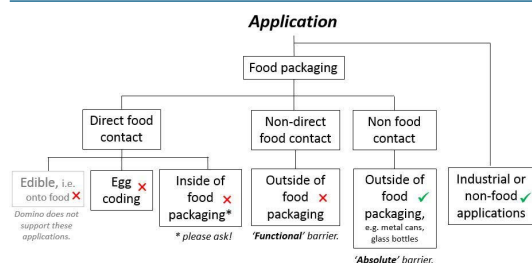 Application
Food packaging
Direct food
contact
Non-direct
food contact
Non food
contact
Edible, i.e.
onto food
Domino does not
support these
applications.
Egg
coding
Inside of
food
packaging*
* please ask!
Outside of
food
packaging
'Functional' barrier.
Outside of
food
packaging,
e.g. metal cans,
glass bottles
'Absolute' barrier.
Industrial or
non-food
applications